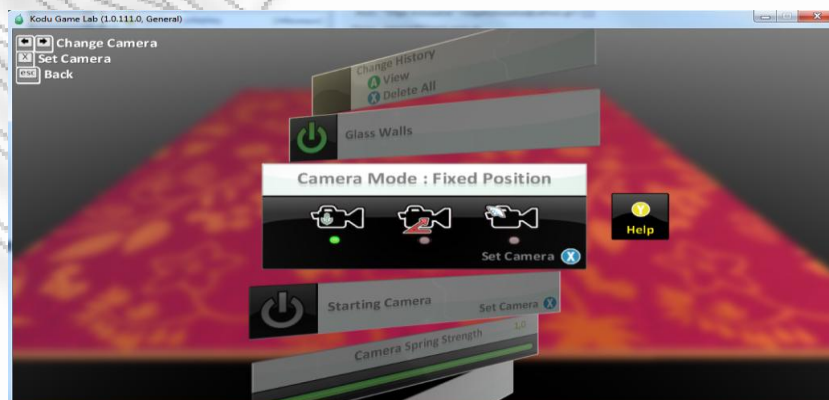 Kodu Game Lab (1.0.111.0, General)
Change Camera
X Set Camera
esc Back
Change History
A View
X Delete All
Glass Walls
Camera Mode : Fixed Position
Set Camera X
Y
Help
Starting Camera
Set Camera X
Camera Spring Strength 1,0